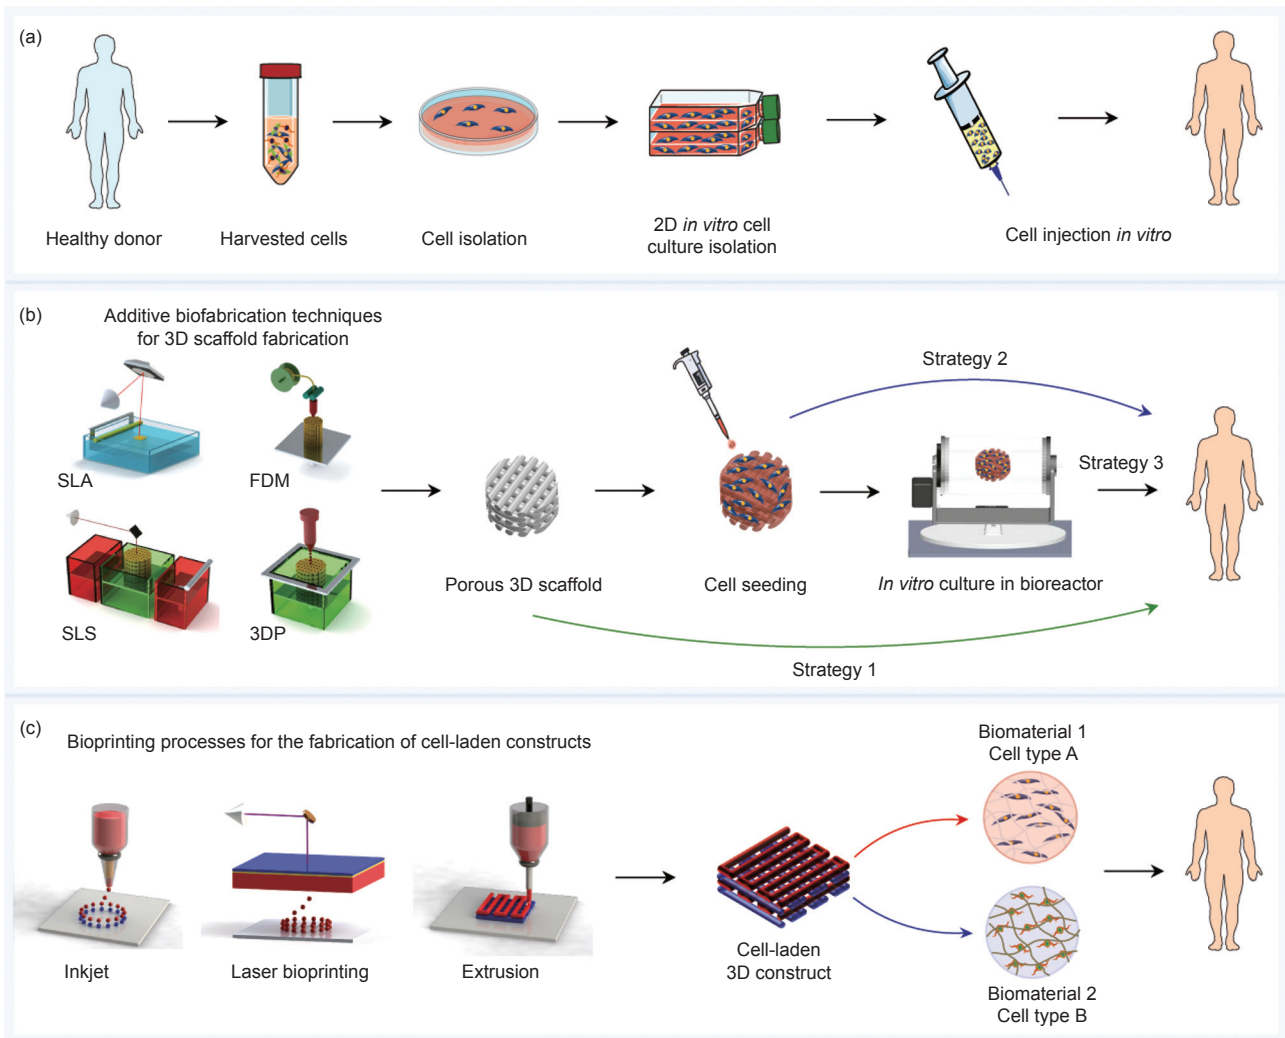 (a)
Healthy donor
Harvested cells
Cell isolation
2D in vitro cell
culture isolation
Cell injection in vitro
(b)
Additive biofabrication techniques
for 3D scaffold fabrication
SLA
FDM
SLS
3DP
Porous 3D scaffold
Cell seeding
In vitro culture in bioreactor
Strategy 2
Strategy 3
Strategy 1
(c)
Bioprinting processes for the fabrication of cell-laden constructs
Inkjet
Laser bioprinting
Extrusion
Cell-laden
3D construct
Biomaterial 1
Cell type A
Biomaterial 2
Cell type B